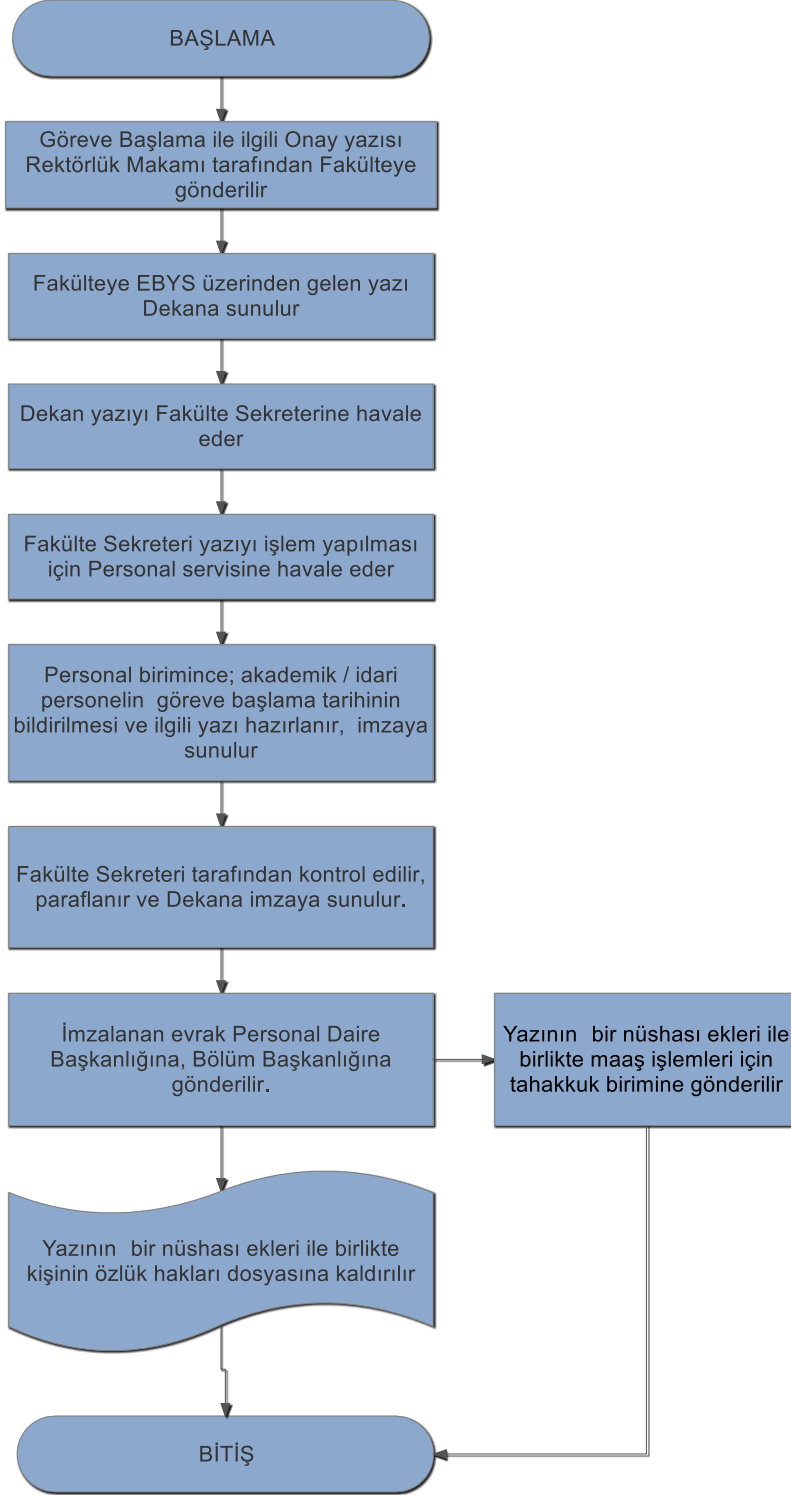 BAŞLAMA
Göreve Başlama ile ilgili Onay yazısı
Rektörlük Makamı tarafından Fakülteye
gönderilir
Fakülteye EBYS üzerinden gelen yazı
Dekana sunulur
Dekan yazıyı Fakülte Sekreterine havale
eder
Fakülte Sekreteri yazıyı işlem yapılması
için Personal servisine havale eder
Personal birimince; akademik / idari
personelin  göreve başlama tarihinin
bildirilmesi ve ilgili yazı hazırlanır,  imzaya
sunulur
Fakülte Sekreteri tarafından kontrol edilir,
paraflanır ve Dekana imzaya sunulur.
İmzalanan evrak Personal Daire
Başkanlığına, Bölüm Başkanlığına
gönderilir.
Yazının  bir nüshası ekleri ile
birlikte maaş işlemleri için
tahakkuk birimine gönderilir
Yazının  bir nüshası ekleri ile birlikte
kişinin özlük hakları dosyasına kaldırılır
BİTİŞ